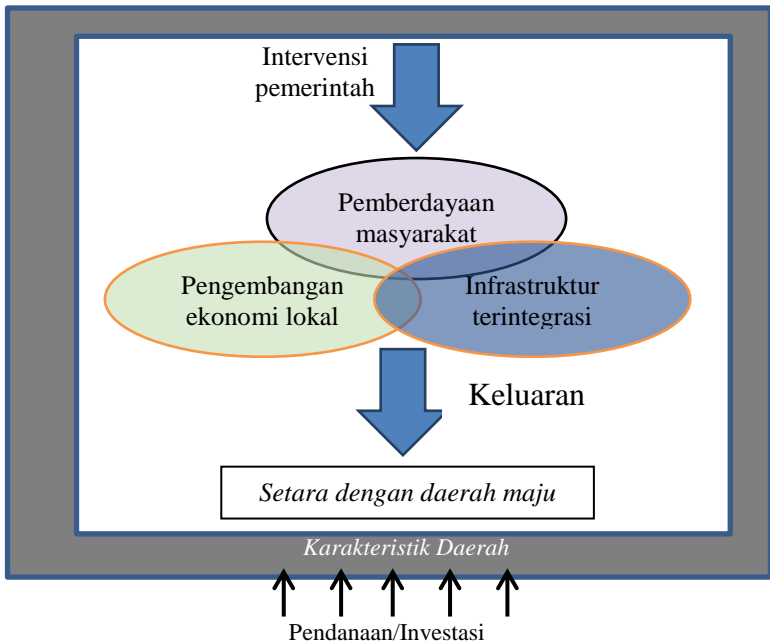 Intervensi
pemerintah
Pemberdayaan
masyarakat
Pengembangan
ekonomi lokal
Infrastruktur
terintegrasi
Keluaran
Setara dengan daerah maju
Karakteristik Daerah
Pendanaan/Investasi